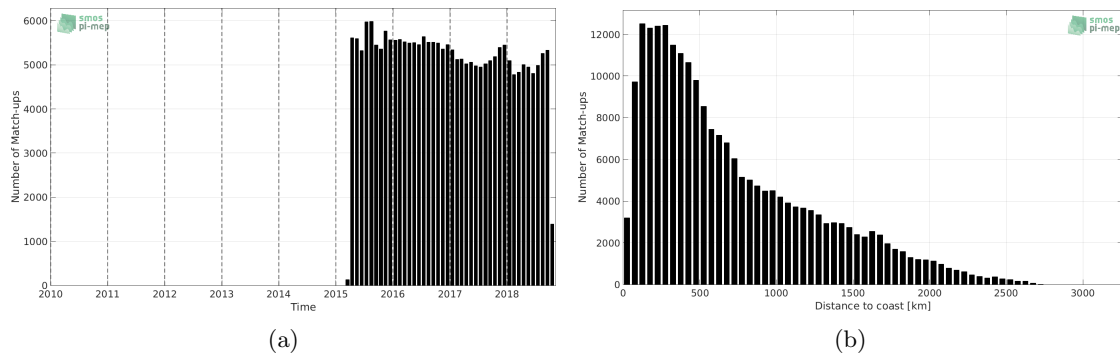 smos
pi-mep
6000
5000
4000
3000
2000
1000
0
Number of Match-ups
2010 2011 2012 2013 2014 2015 2016 2017 2018
Time
(a)
smos
pi-mep
12000
10000
8000
6000
4000
2000
0
Number of Match-ups
0 500 1000 1500 2000 2500 3000
Distance to coast [km]
(b)